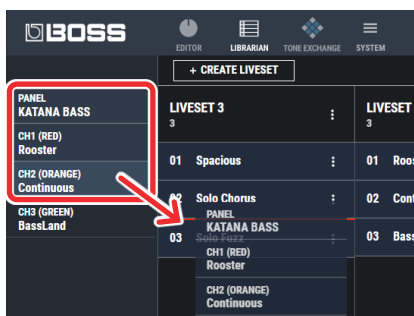 BOSS
EDITOR
LIBRARIAN
TONE EXCHANGE
SYSTEM
+ CREATE LIVESET
PANEL
KATANA BASS
CH1 (RED)
Rooster
CH2 (ORANGE)
Continuous
CH3 (GREEN)
BassLand
LIVESET 3
3
01 Spacious
02 Solo Chorus
03 Solo Fuzz
PANEL
KATANA BASS
CH1 (RED)
Rooster
CH2 (ORANGE)
Continuous
LIVESET
3
01 Roo
02 Cont
03 Bass